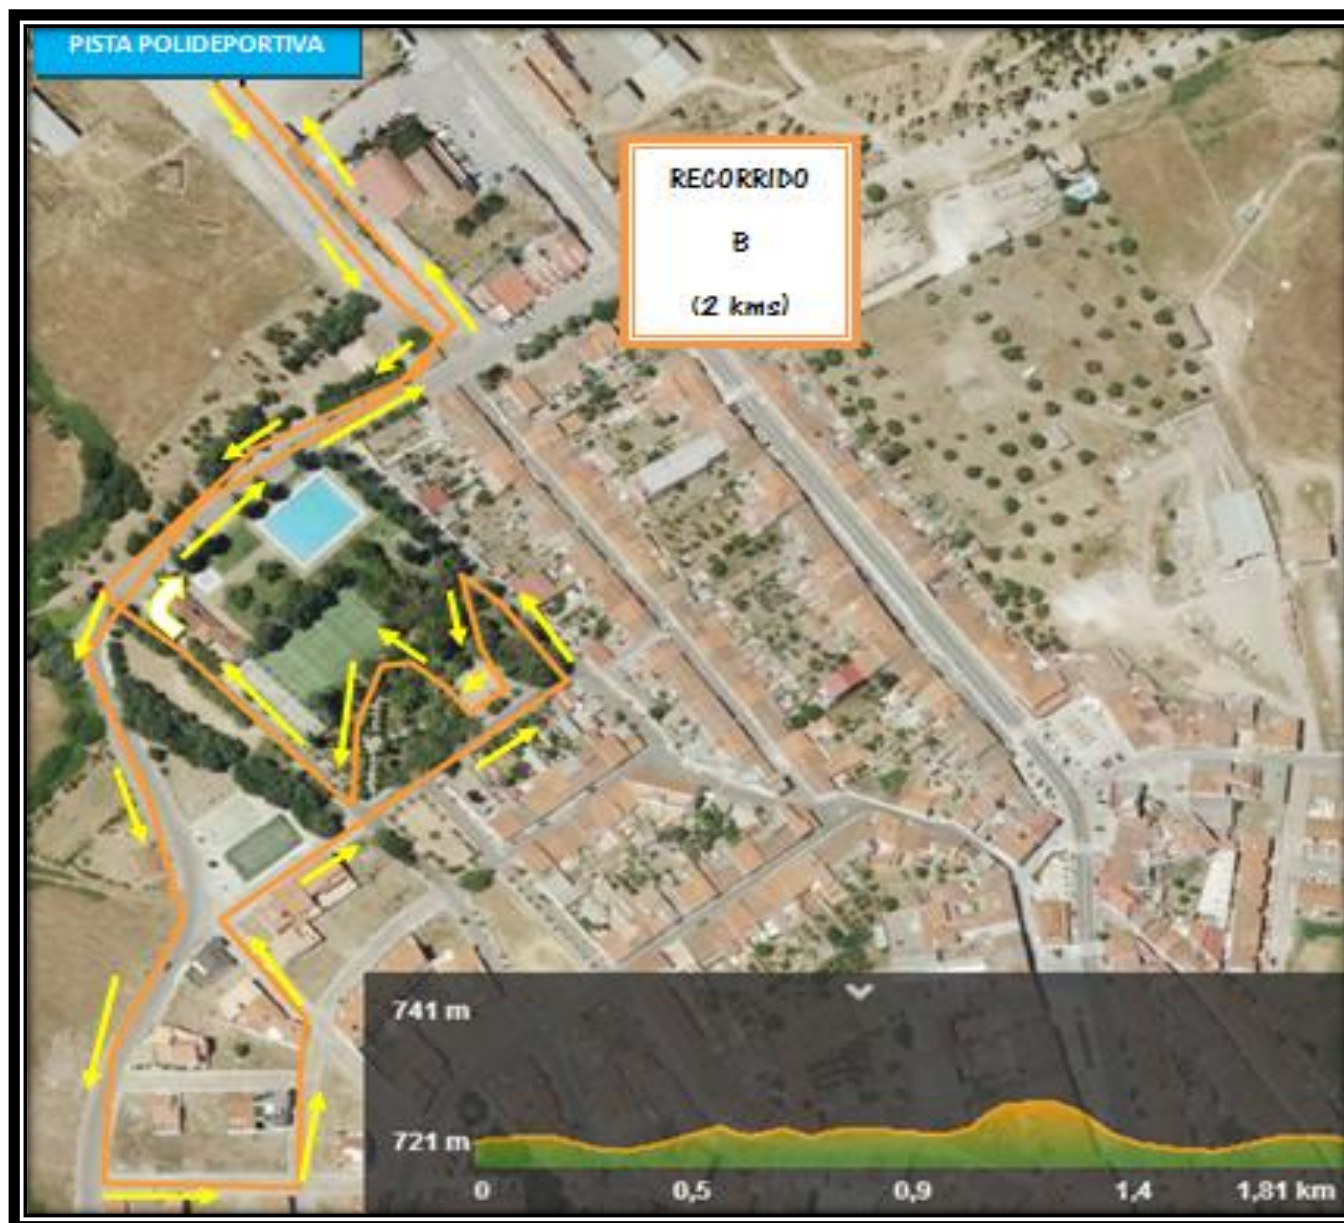 PISTA POLIDEPORTIVA
RECORRIDO
B
(2 kms)
741 m
721 m
0 0,5 0,9 1,4 1,81 km